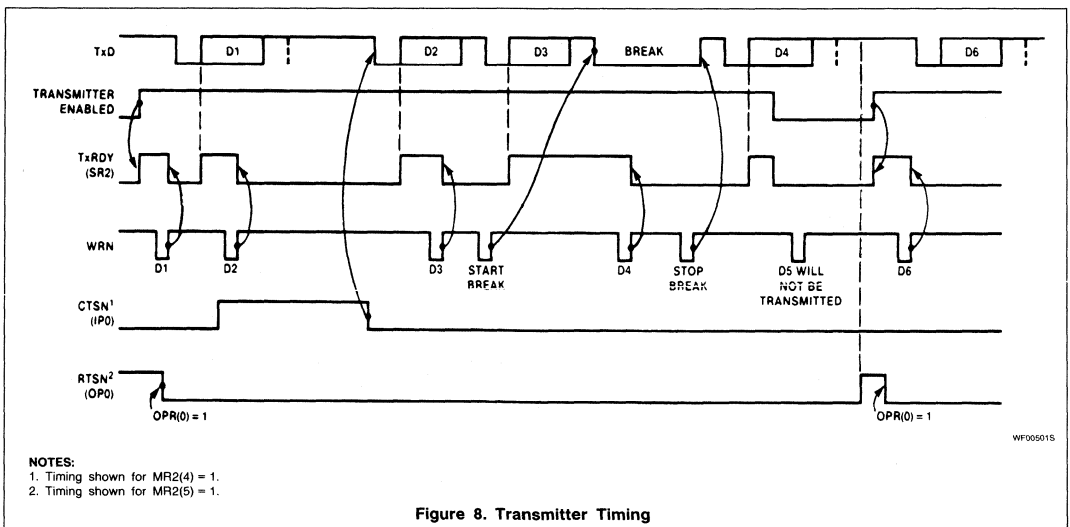 TxD
D1
D2
D3
BREAK
D4
D6
TRANSMITTER
ENABLED
TxRDY
(SR2)
WRN
D1
D2
D3
START
BREAK
D4
STOP
BREAK
D5 WILL
NOT BE
TRANSMITTED
D6
CTSN¹
(IP0)
RTSN²
(OP0)
OPR(0) = 1
OPR(0) = 1
WF00501S
NOTES:
1. Timing shown for MR2(4) = 1.
2. Timing shown for MR2(5) = 1.
Figure 8. Transmitter Timing